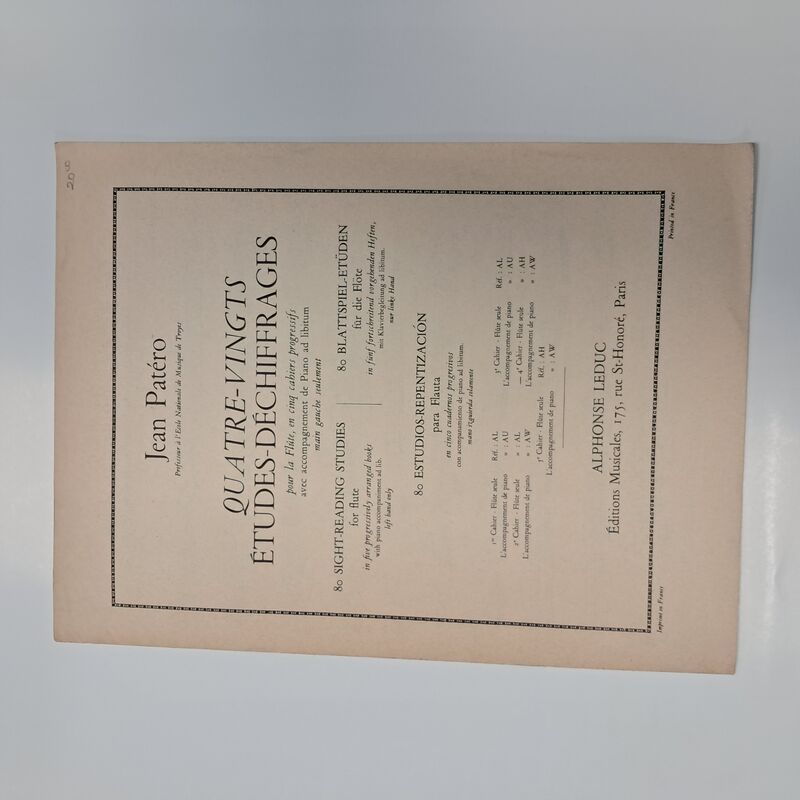 20⁰⁰
Jean Patéro
Professeur à l'Ecole Nationale de Musique de Troyes
QUATRE-VINGTS
ÉTUDES-DÉCHIFFRAGES
pour la Flûte, en cinq cahiers progressifs
avec accompagnement de Piano ad libitum
main gauche seulement
80 SIGHT-READING STUDIES
for flute
in five progressively arranged books
with piano accompaniment ad lib.
left hand only
80 BLATTSPIEL-ETÜDEN
für die Flöte
in fünf fortschreitend vorgehenden Heften,
mit Klavierbegleitung ad libitum.
nur linke Hand
80 ESTUDIOS-REPENTIZACIÓN
para Flauta
en cinco cuadernos progresivos
con acompanamiento de piano ad libitum.
mano izquierda solamente
1er Cahier - Flûte seule Réf. : AL
L'accompagnement de piano » : AU
2e Cahier - Flûte seule » : AL
L'accompagnement de piano » : AW
3e Cahier - Flûte seule Réf. : AL
L'accompagnement de piano » : AU
— 4e Cahier - Flûte seule » : AH
L'accompagnement de piano » : AW
5e Cahier - Flûte seule Réf. : AH
L'accompagnement de piano » : AW
ALPHONSE LEDUC
Éditions Musicales, 175, rue St-Honoré, Paris
Imprimé en France
Printed in France